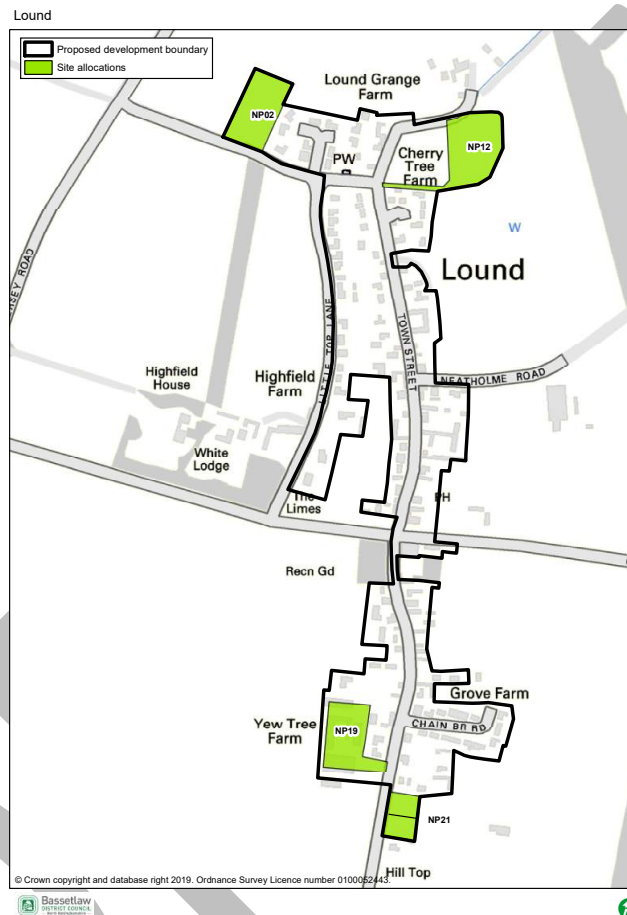 Lound
Proposed development boundary
Site allocations
Lound Grange
Farm
NP02
NP12
PW
Cherry
Tree
Farm
W
Lound
LITTLE TOP LANE
TOWN STREET
NEATHOLME ROAD
Highfield
House
Highfield
Farm
White
Lodge
The
Limes
PH
Recn Gd
Grove Farm
Yew Tree
Farm
NP19
CHAIN BR RD
NP21
Hill Top
© Crown copyright and database right 2019. Ordnance Survey Licence number 0100052443.
Bassetlaw
DISTRICT COUNCIL
North Nottinghamshire